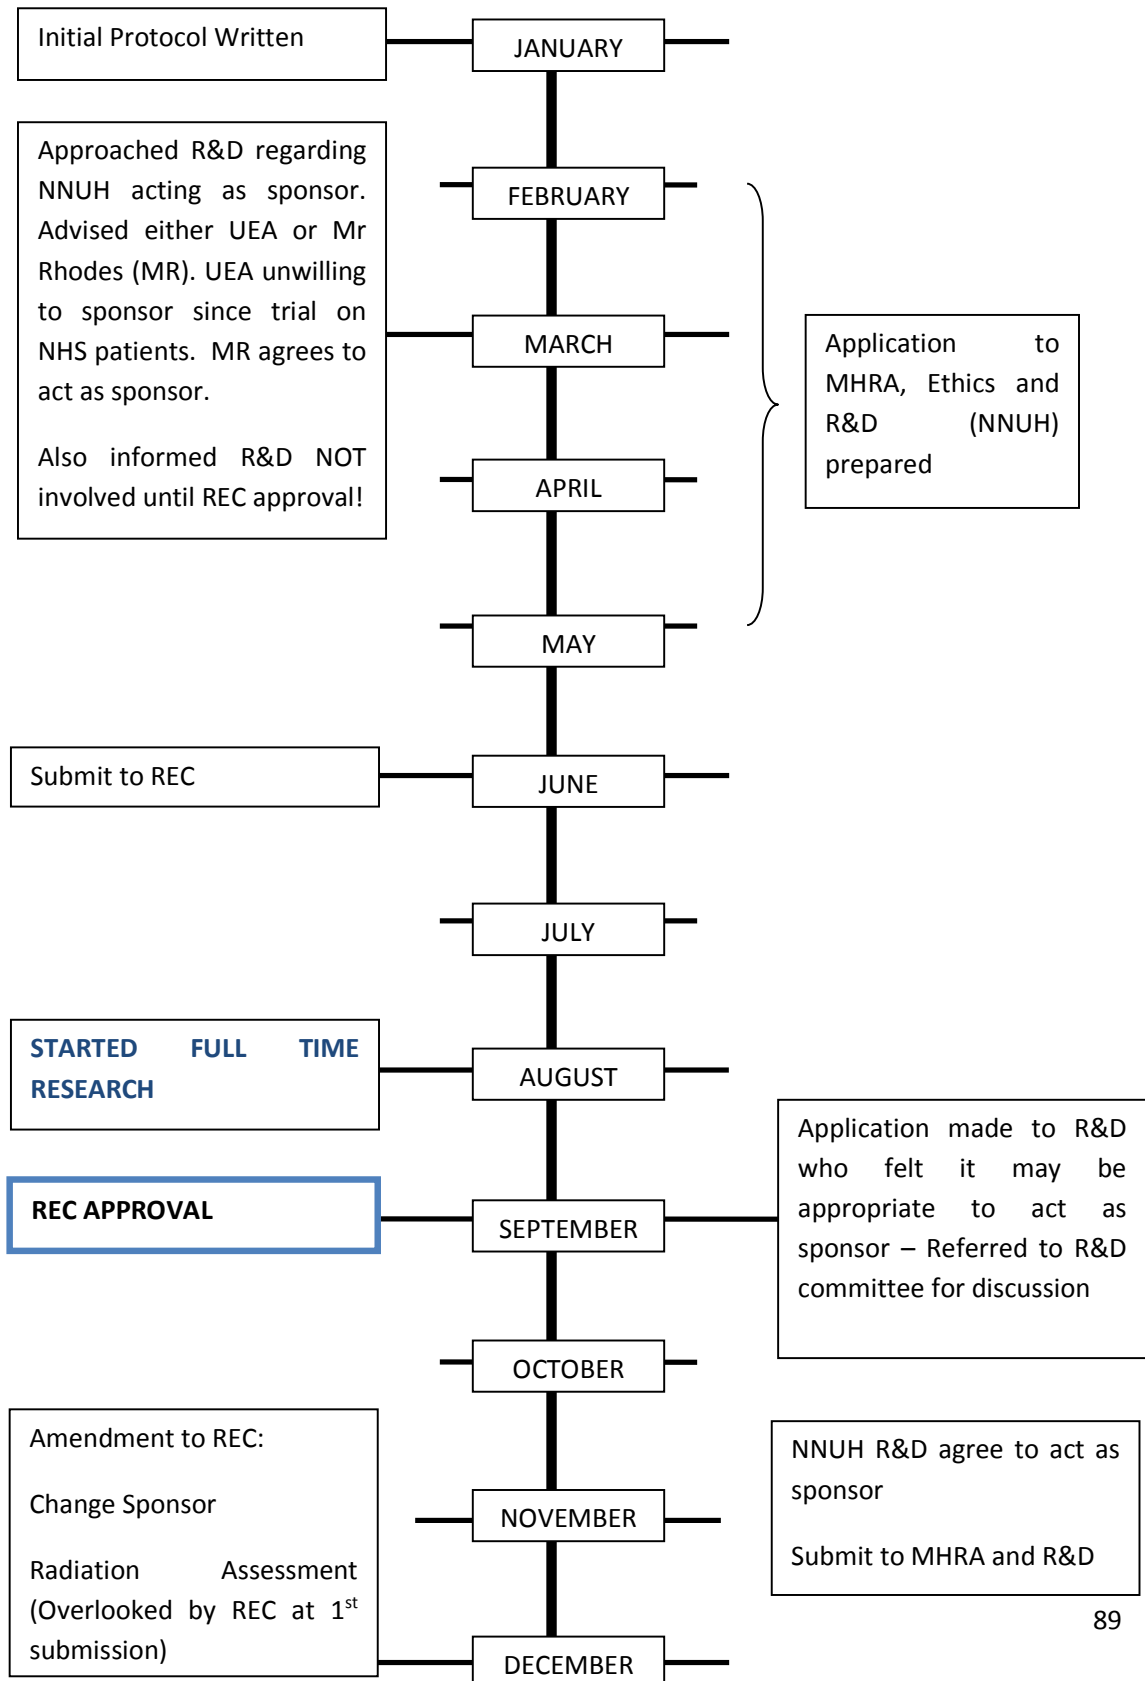 Initial Protocol Written
JANUARY
Approached R&D regarding
NNUH acting as sponsor.
Advised either UEA or Mr
Rhodes (MR). UEA unwilling
to sponsor since trial on
NHS patients. MR agrees to
act as sponsor.
Also informed R&D NOT
involved until REC approval!
FEBRUARY
MARCH
Application to
MHRA, Ethics and
R&D (NNUH)
prepared
APRIL
MAY
Submit to REC
JUNE
JULY
STARTED FULL TIME
RESEARCH
AUGUST
REC APPROVAL
SEPTEMBER
Application made to R&D
who felt it may be
appropriate to act as
sponsor – Referred to R&D
committee for discussion
OCTOBER
Amendment to REC:
Change Sponsor
Radiation Assessment
(Overlooked by REC at 1st
submission)
NOVEMBER
NNUH R&D agree to act as
sponsor
Submit to MHRA and R&D
DECEMBER
89